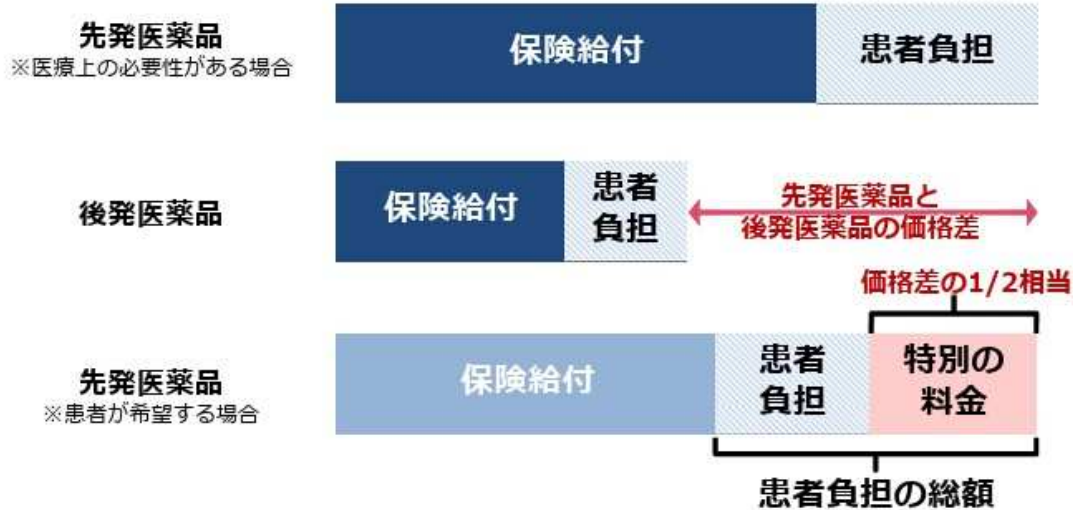 先発医薬品
※医療上の必要性がある場合
保険給付
患者負担
後発医薬品
保険給付
患者
負担
先発医薬品と
後発医薬品の価格差
価格差の1/2相当
先発医薬品
※患者が希望する場合
保険給付
患者
負担
特別の
料金
患者負担の総額